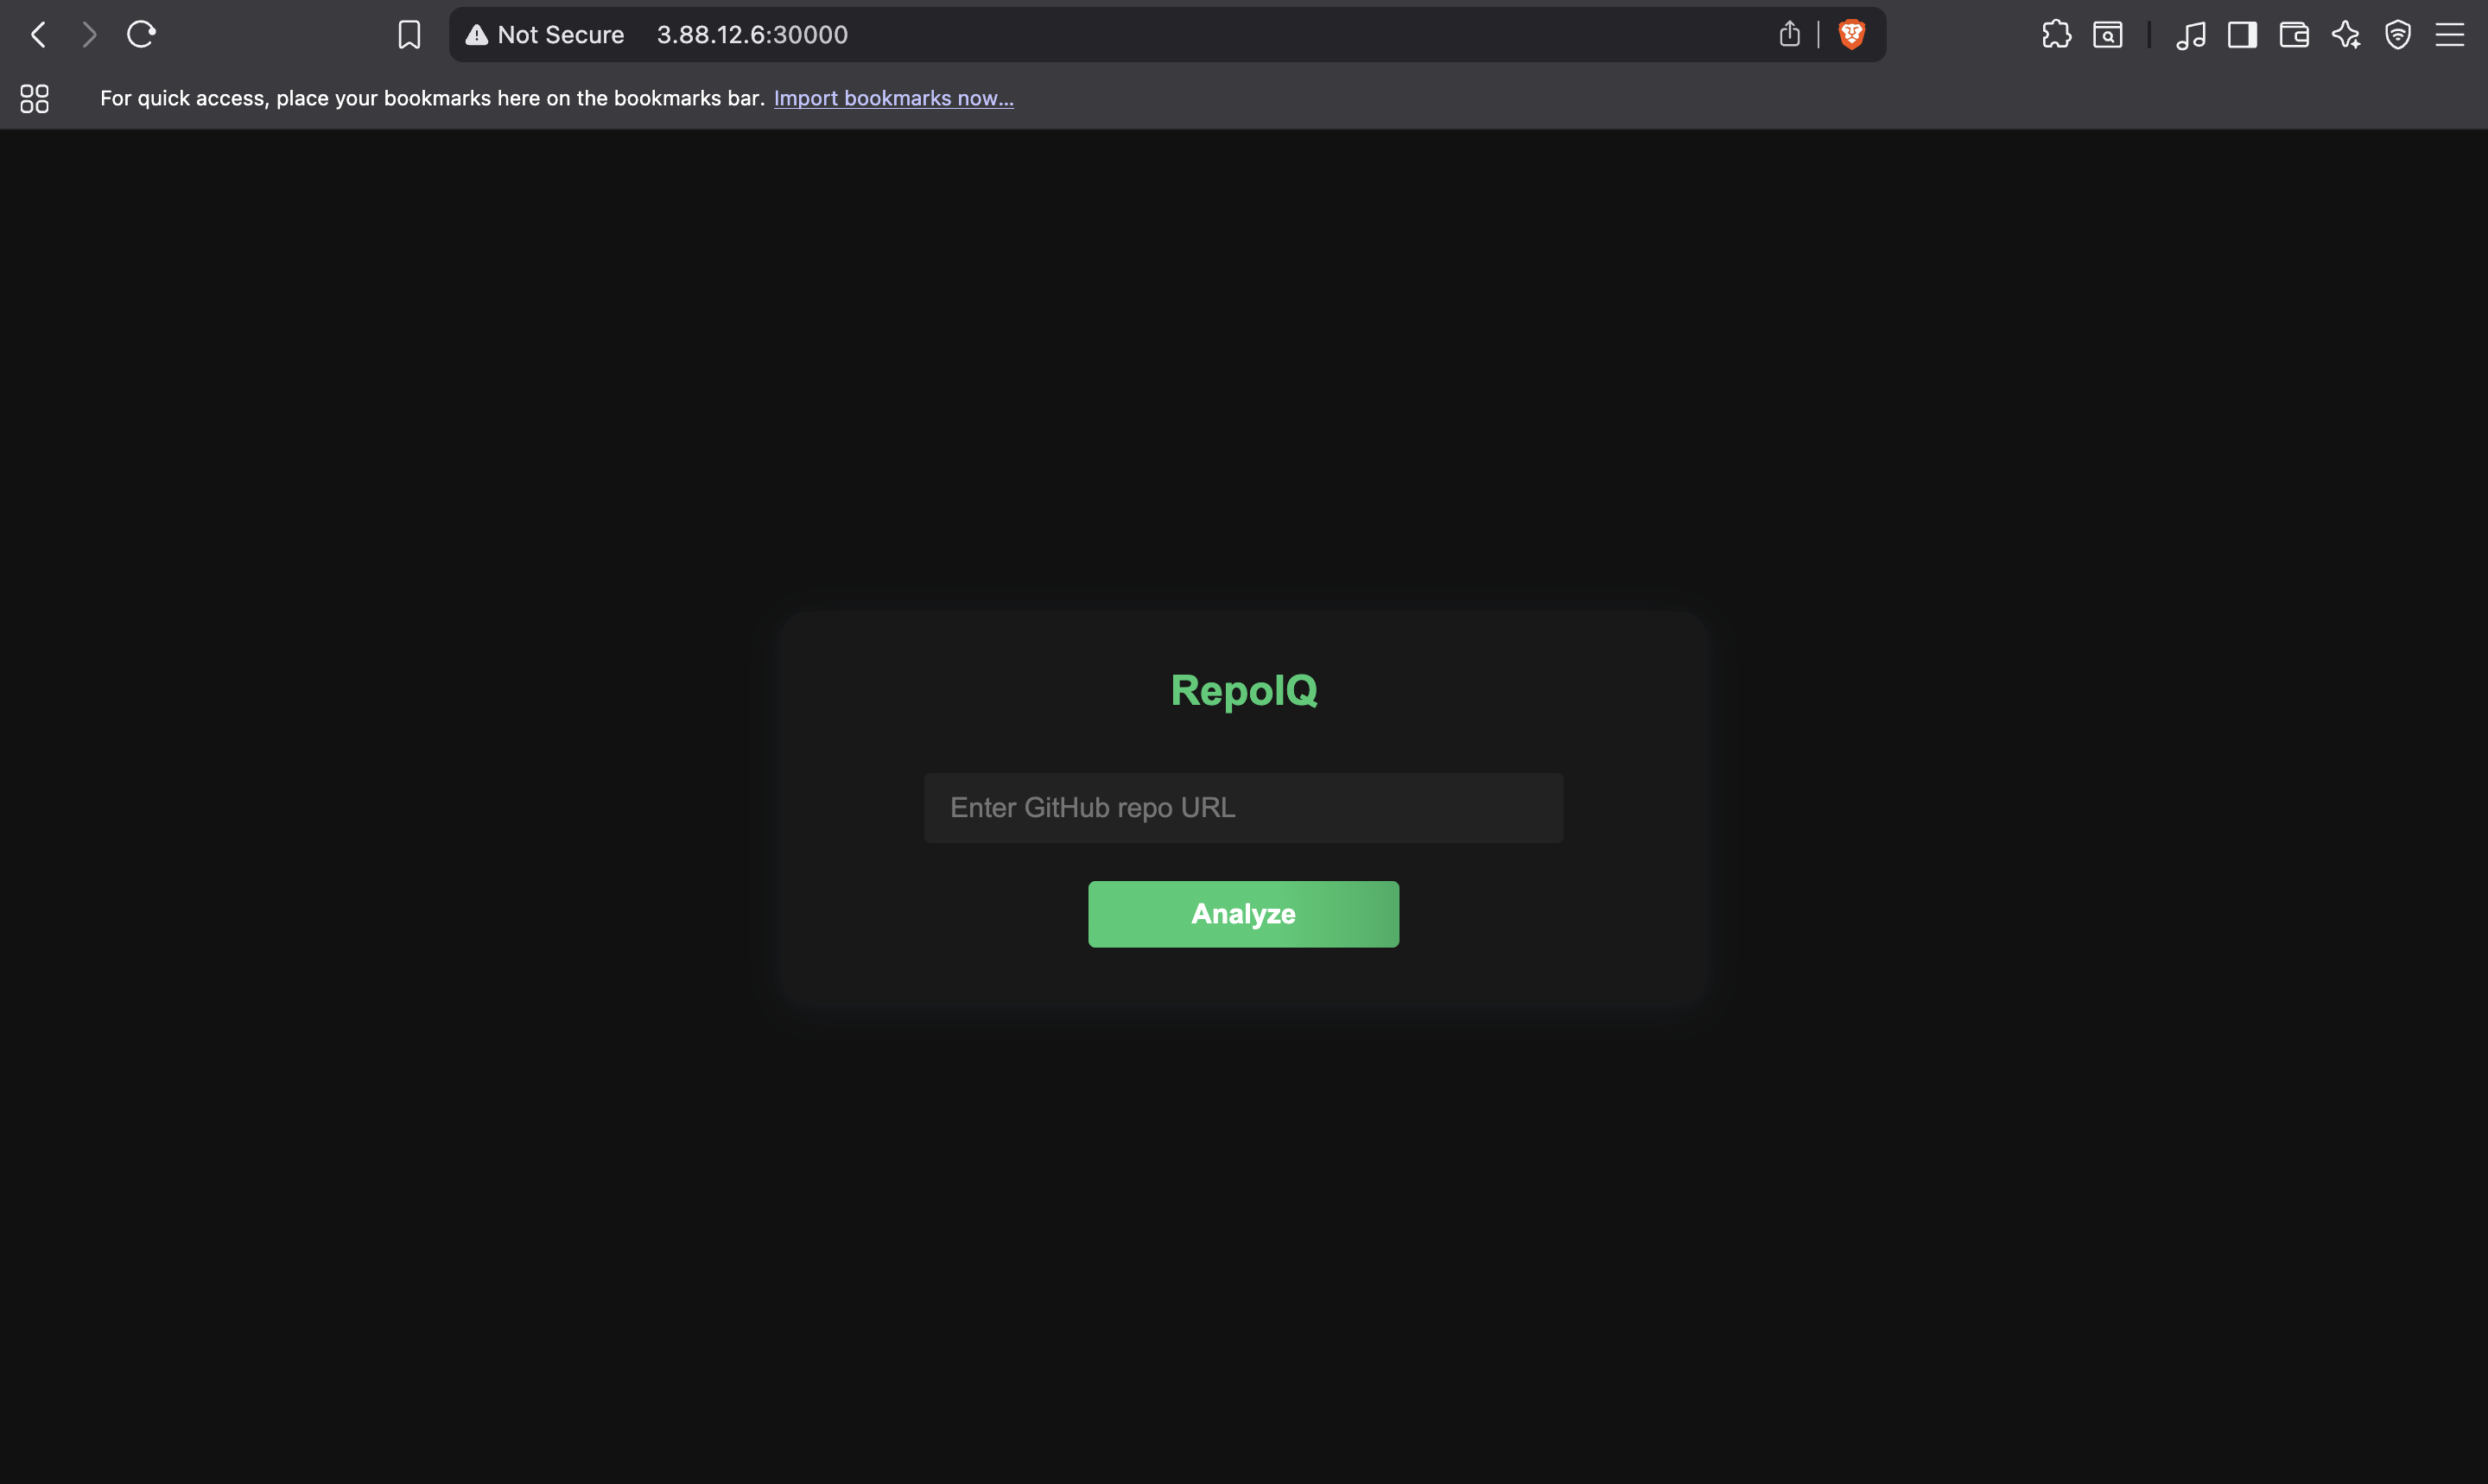 Not Secure 3.88.12.6:30000
For quick access, place your bookmarks here on the bookmarks bar. Import bookmarks now...
RepoIQ
Enter GitHub repo URL
Analyze